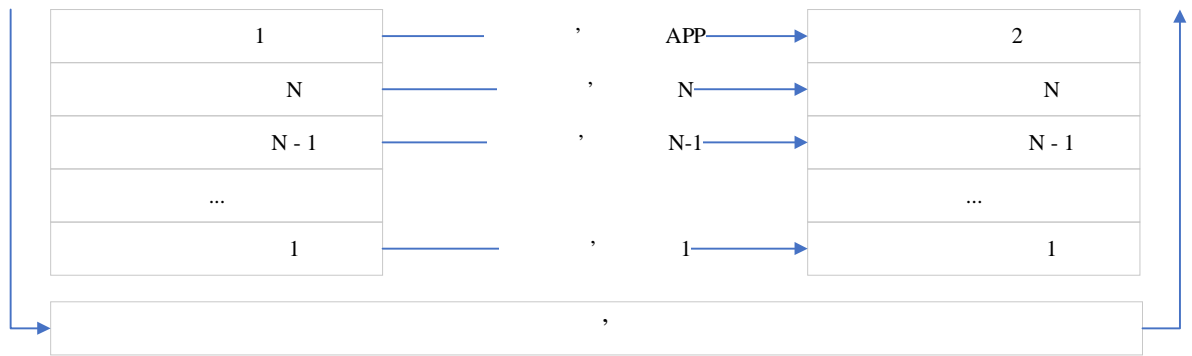 1 ’ APP 2
N ’ N N
N - 1 ’ N-1 N - 1
... ...
1 ’ 1 1
’